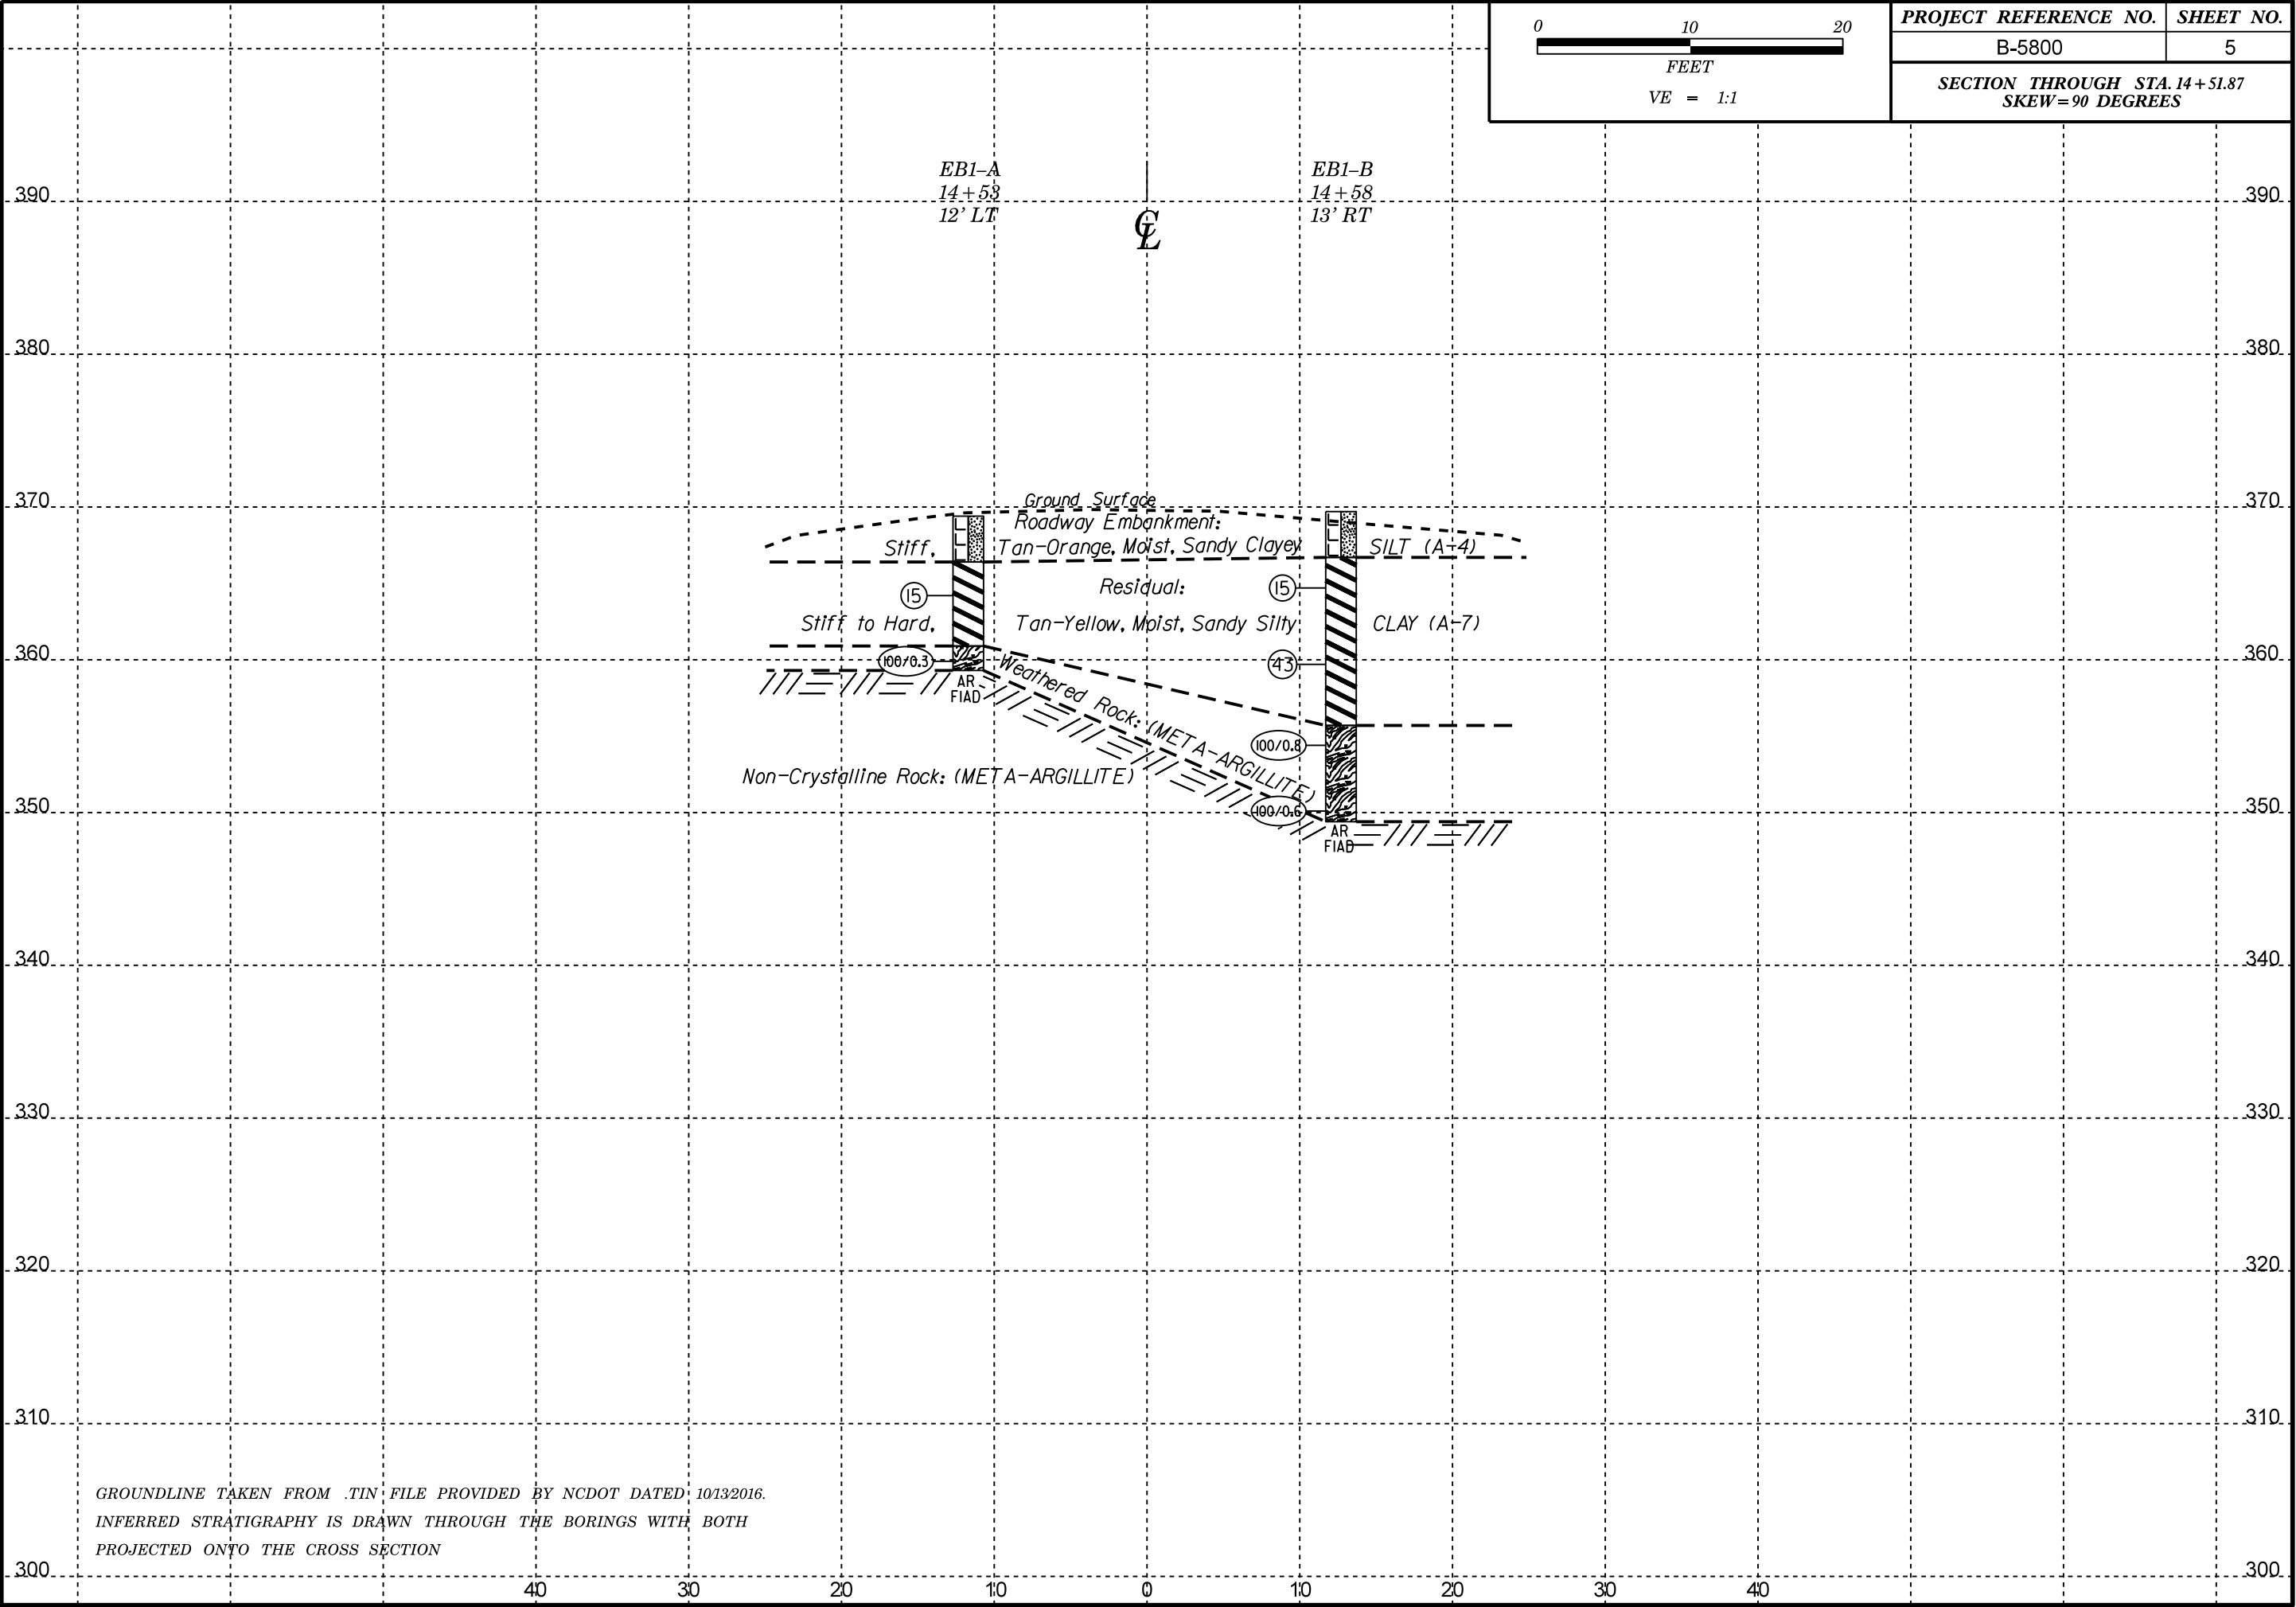 0 10 20
FEET
VE = 1:1
PROJECT REFERENCE NO. SHEET NO.
B-5800 5
SECTION THROUGH STA. 14+51.87
SKEW=90 DEGREES
EB1-A
14+53
12' LT
CL
EB1-B
14+58
13' RT
390 390
380 380
370 370
Ground Surface
Roadway Embankment:
Stiff, Tan-Orange, Moist, Sandy Clayey SILT (A-4)
15 Residual: 15
Stiff to Hard, Tan-Yellow, Moist, Sandy Silty CLAY (A-7)
360 360
100/0.3 43
AR
FIAD
Weathered Rock: (META-ARGILLITE)
100/0.8
Non-Crystalline Rock: (META-ARGILLITE)
350 350
100/0.6
AR
FIAD
340 340
330 330
320 320
310 310
GROUNDLINE TAKEN FROM .TIN FILE PROVIDED BY NCDOT DATED 10/13/2016.
INFERRED STRATIGRAPHY IS DRAWN THROUGH THE BORINGS WITH BOTH
PROJECTED ONTO THE CROSS SECTION
300 300
40 30 20 10 0 10 20 30 40